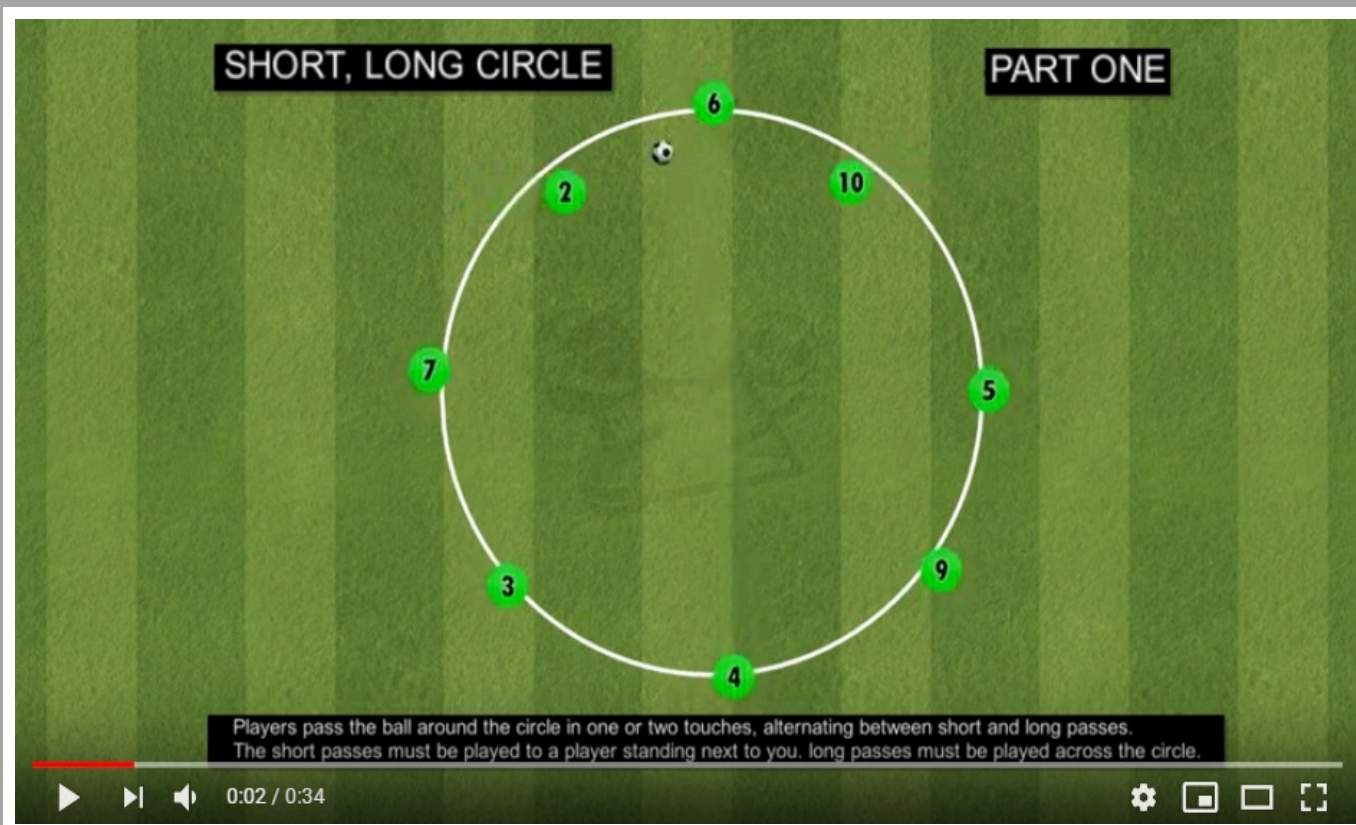 SHORT, LONG CIRCLE
PART ONE
6
10
2
7
5
3
9
4
Players pass the ball around the circle in one or two touches, alternating between short and long passes.
The short passes must be played to a player standing next to you. long passes must be played across the circle.
0:02 / 0:34